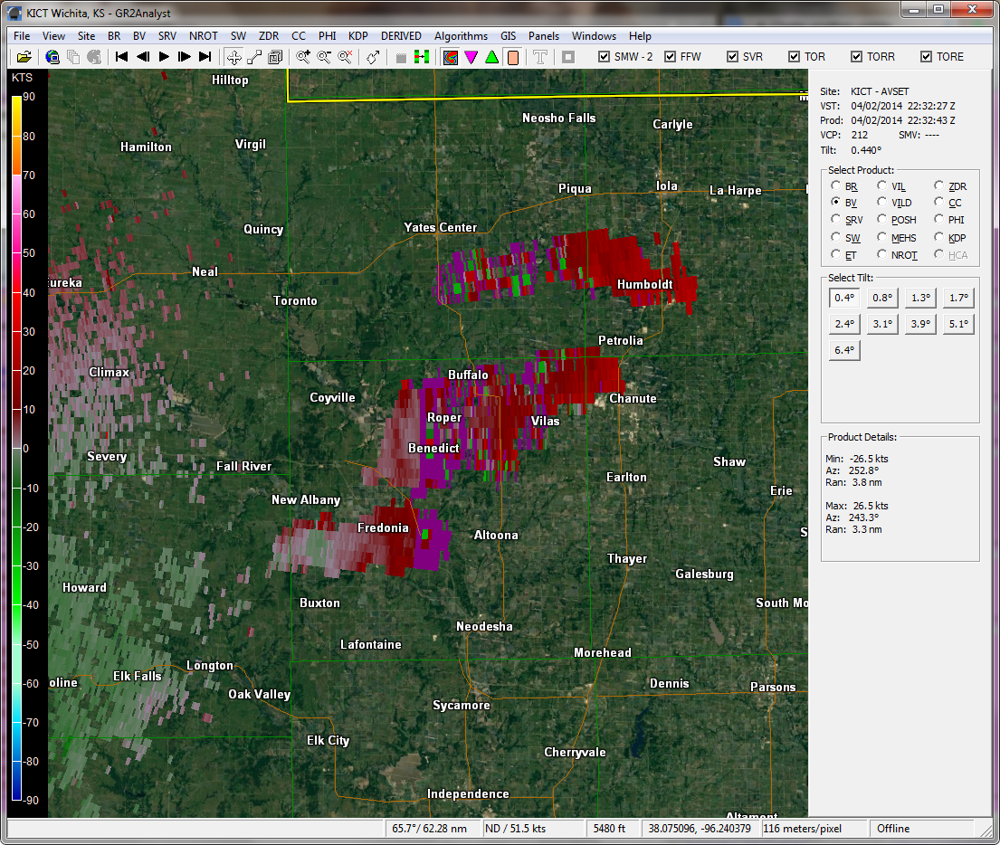 KICT Wichita, KS - GR2Analyst
File View Site BR BV SRV NROT SW ZDR CC PHI KDP DERIVED Algorithms GIS Panels Windows Help
SMW - 2 FFW SVR TOR TORR TORE
KTS
90
80
70
60
50
40
30
20
10
0
-10
-20
-30
-40
-50
-60
-70
-80
-90
Hilltop
Neosho Falls
Carlyle
Hamilton
Virgil
Piqua
Iola
La Harpe
Quincy
Yates Center
Neal
eureka
Toronto
Humboldt
Petrolia
Climax
Buffalo
Coyville
Chanute
Roper
Vilas
Benedict
Severy
Fall River
Shaw
Earlton
Erie
New Albany
Fredonia
Altoona
Thayer
Galesburg
Howard
Buxton
South Mo
Neodesha
Lafontaine
Morehead
Longton
Elk Falls
oline
Dennis
Parsons
Oak Valley
Sycamore
Elk City
Cherryvale
Independence
Altamont
Site: KICT - AVSET
VST: 04/02/2014 22:32:27 Z
Prod: 04/02/2014 22:32:43 Z
VCP: 212 SMV: ----
Tilt: 0.440°
Select Product:
BR VIL ZDR
BV VILD CC
SRV POSH PHI
SW MEHS KDP
ET NROT HCA
Select Tilt:
0.4° 0.8° 1.3° 1.7°
2.4° 3.1° 3.9° 5.1°
6.4°
Product Details:
Min: -26.5 kts
Az: 252.8°
Ran: 3.8 nm
Max: 26.5 kts
Az: 243.3°
Ran: 3.3 nm
65.7°/ 62.28 nm ND / 51.5 kts 5480 ft 38.075096, -96.240379 116 meters/pixel Offline